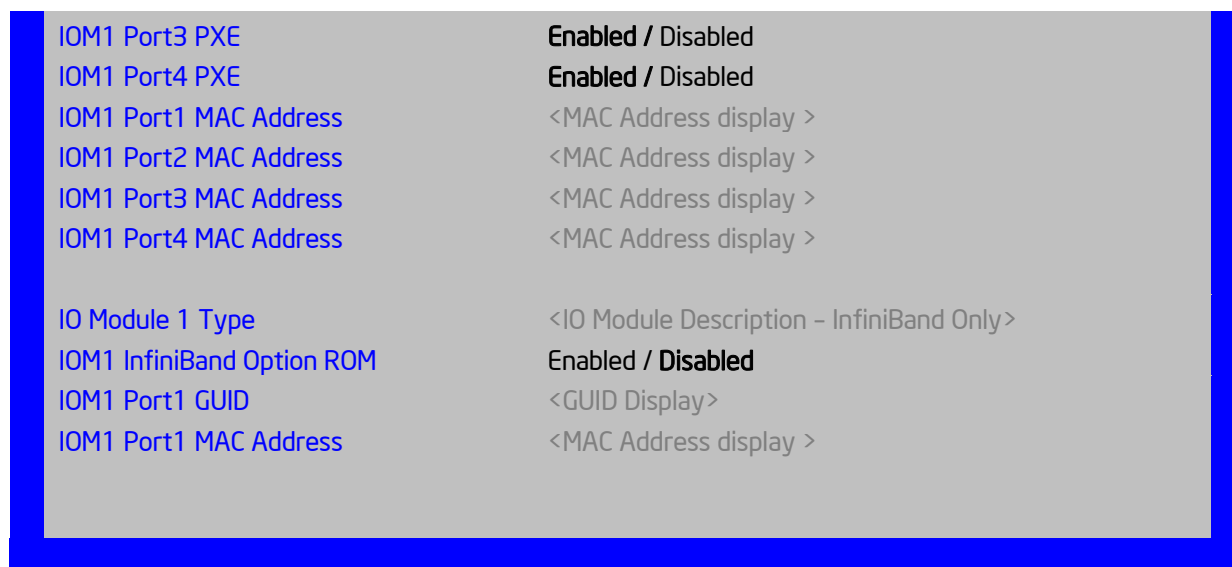 IOM1 Port3 PXE Enabled / Disabled
IOM1 Port4 PXE Enabled / Disabled
IOM1 Port1 MAC Address <MAC Address display >
IOM1 Port2 MAC Address <MAC Address display >
IOM1 Port3 MAC Address <MAC Address display >
IOM1 Port4 MAC Address <MAC Address display >
IO Module 1 Type <IO Module Description – InfiniBand Only>
IOM1 InfiniBand Option ROM Enabled / Disabled
IOM1 Port1 GUID <GUID Display>
IOM1 Port1 MAC Address <MAC Address display >